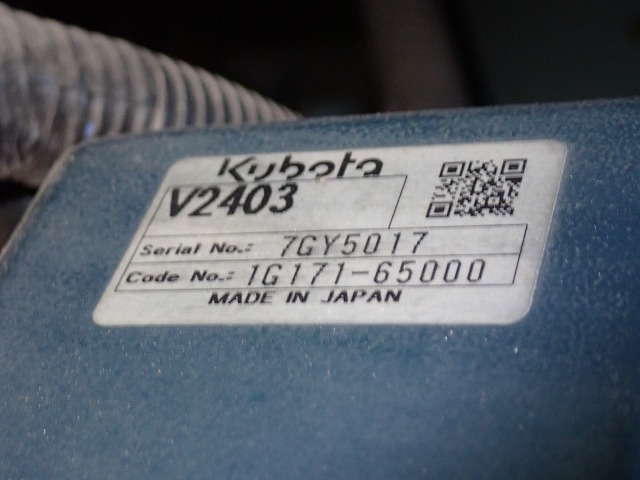 Kubota
V2403
Serial No.: 7GY5017
Code No.: 1G171-65000
MADE IN JAPAN